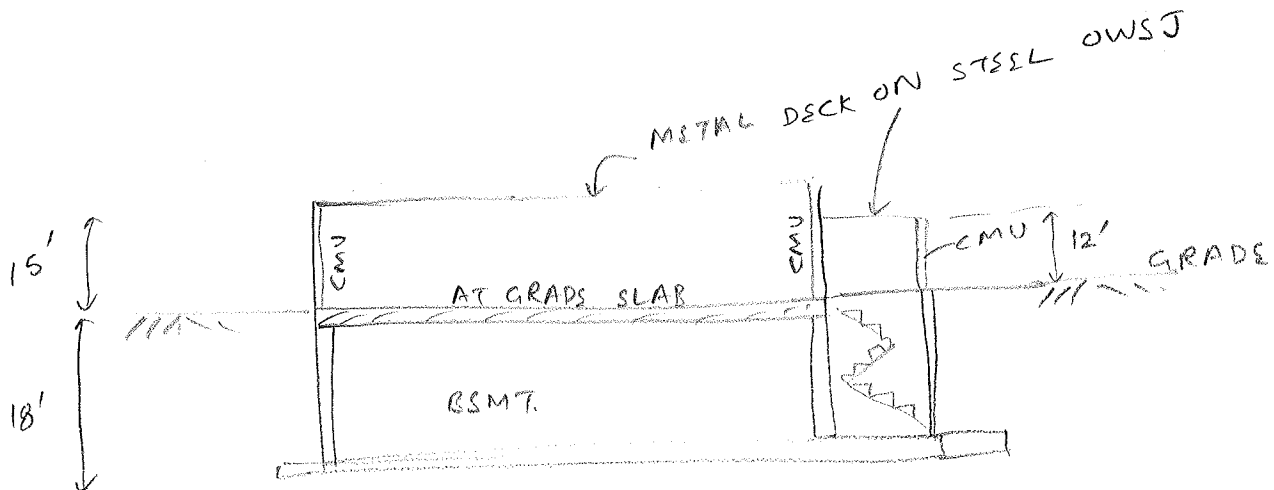 METAL DECK ON STEEL OWSJ
15'
CMU
CMU
CMU
12'
GRADE
AT GRADE SLAB
18'
BSMT.